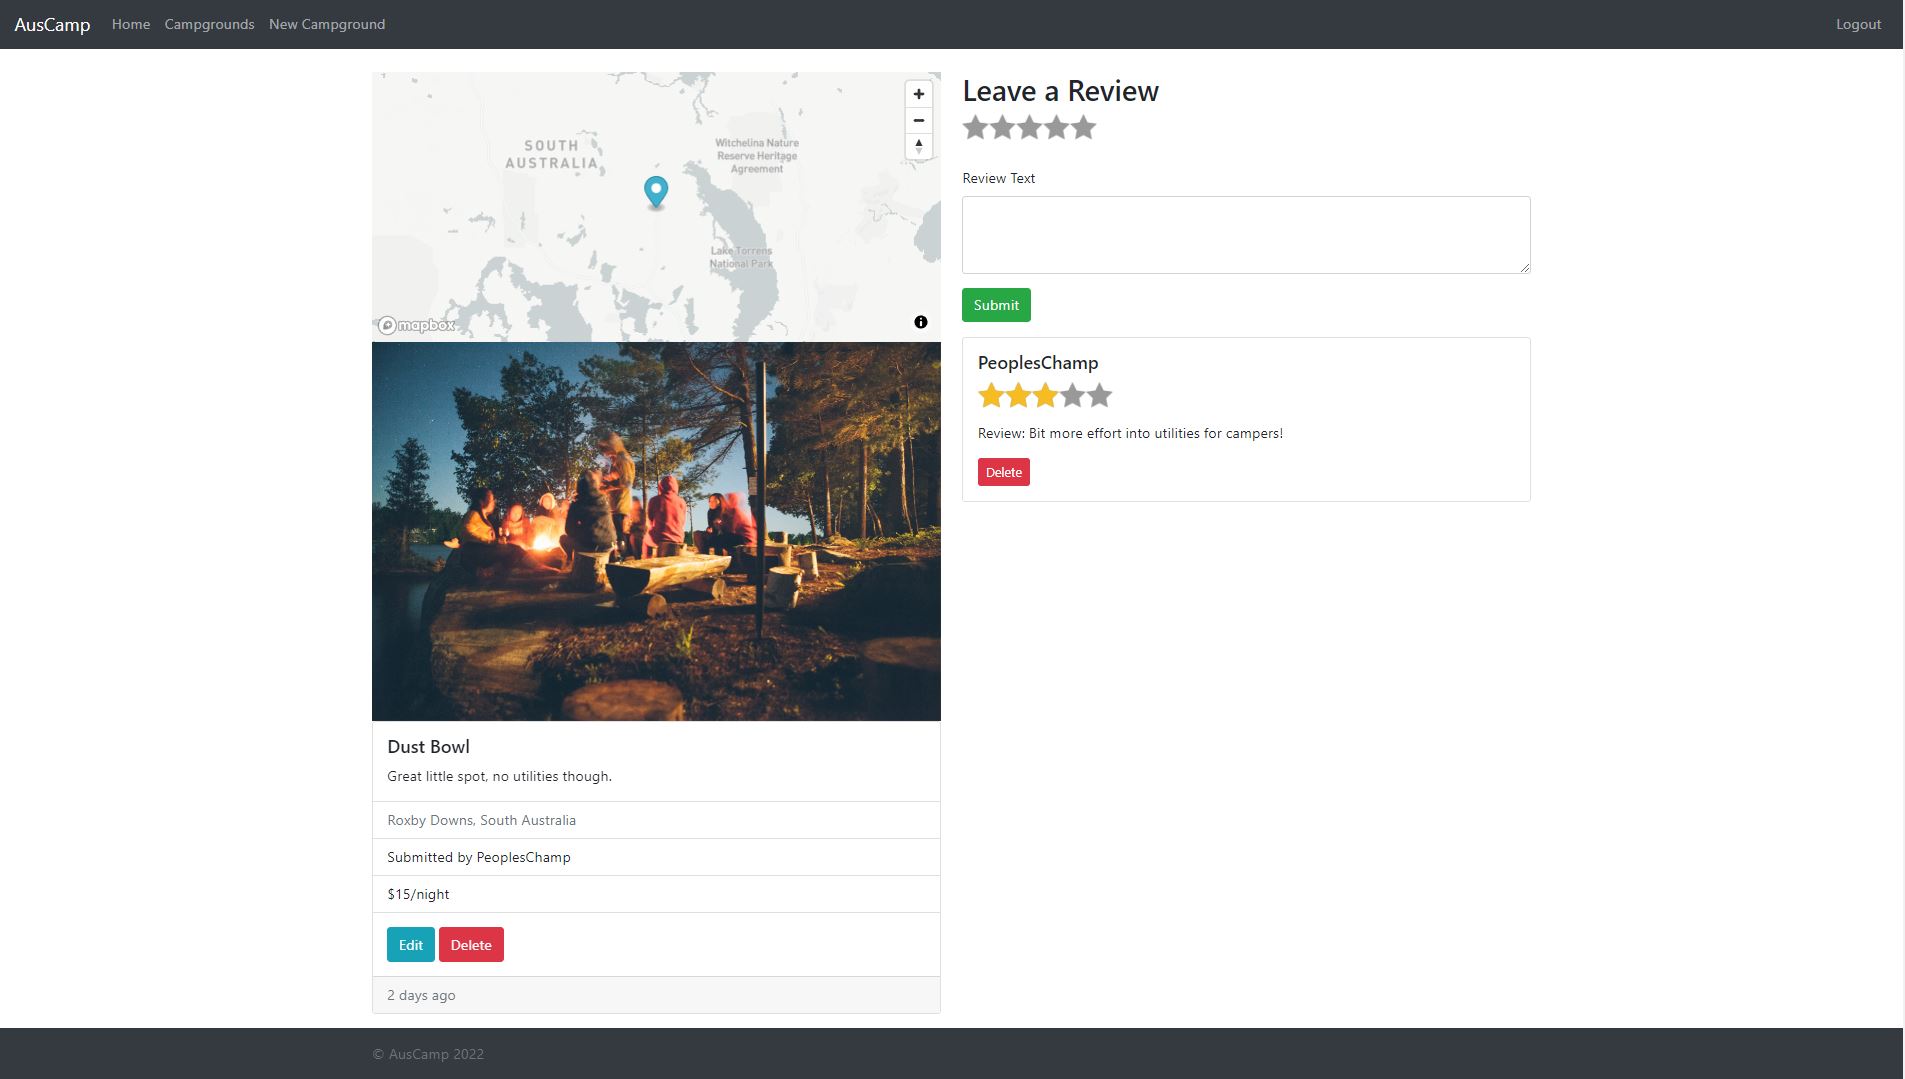 AusCamp Home Campgrounds New Campground Logout
SOUTH
AUSTRALIA
Witchelina Nature
Reserve Heritage
Agreement
Lake Torrens
National Park
mapbox
Leave a Review
Review Text
Submit
PeoplesChamp
Review: Bit more effort into utilities for campers!
Delete
Dust Bowl
Great little spot, no utilities though.
Roxby Downs, South Australia
Submitted by PeoplesChamp
$15/night
Edit Delete
2 days ago
© AusCamp 2022